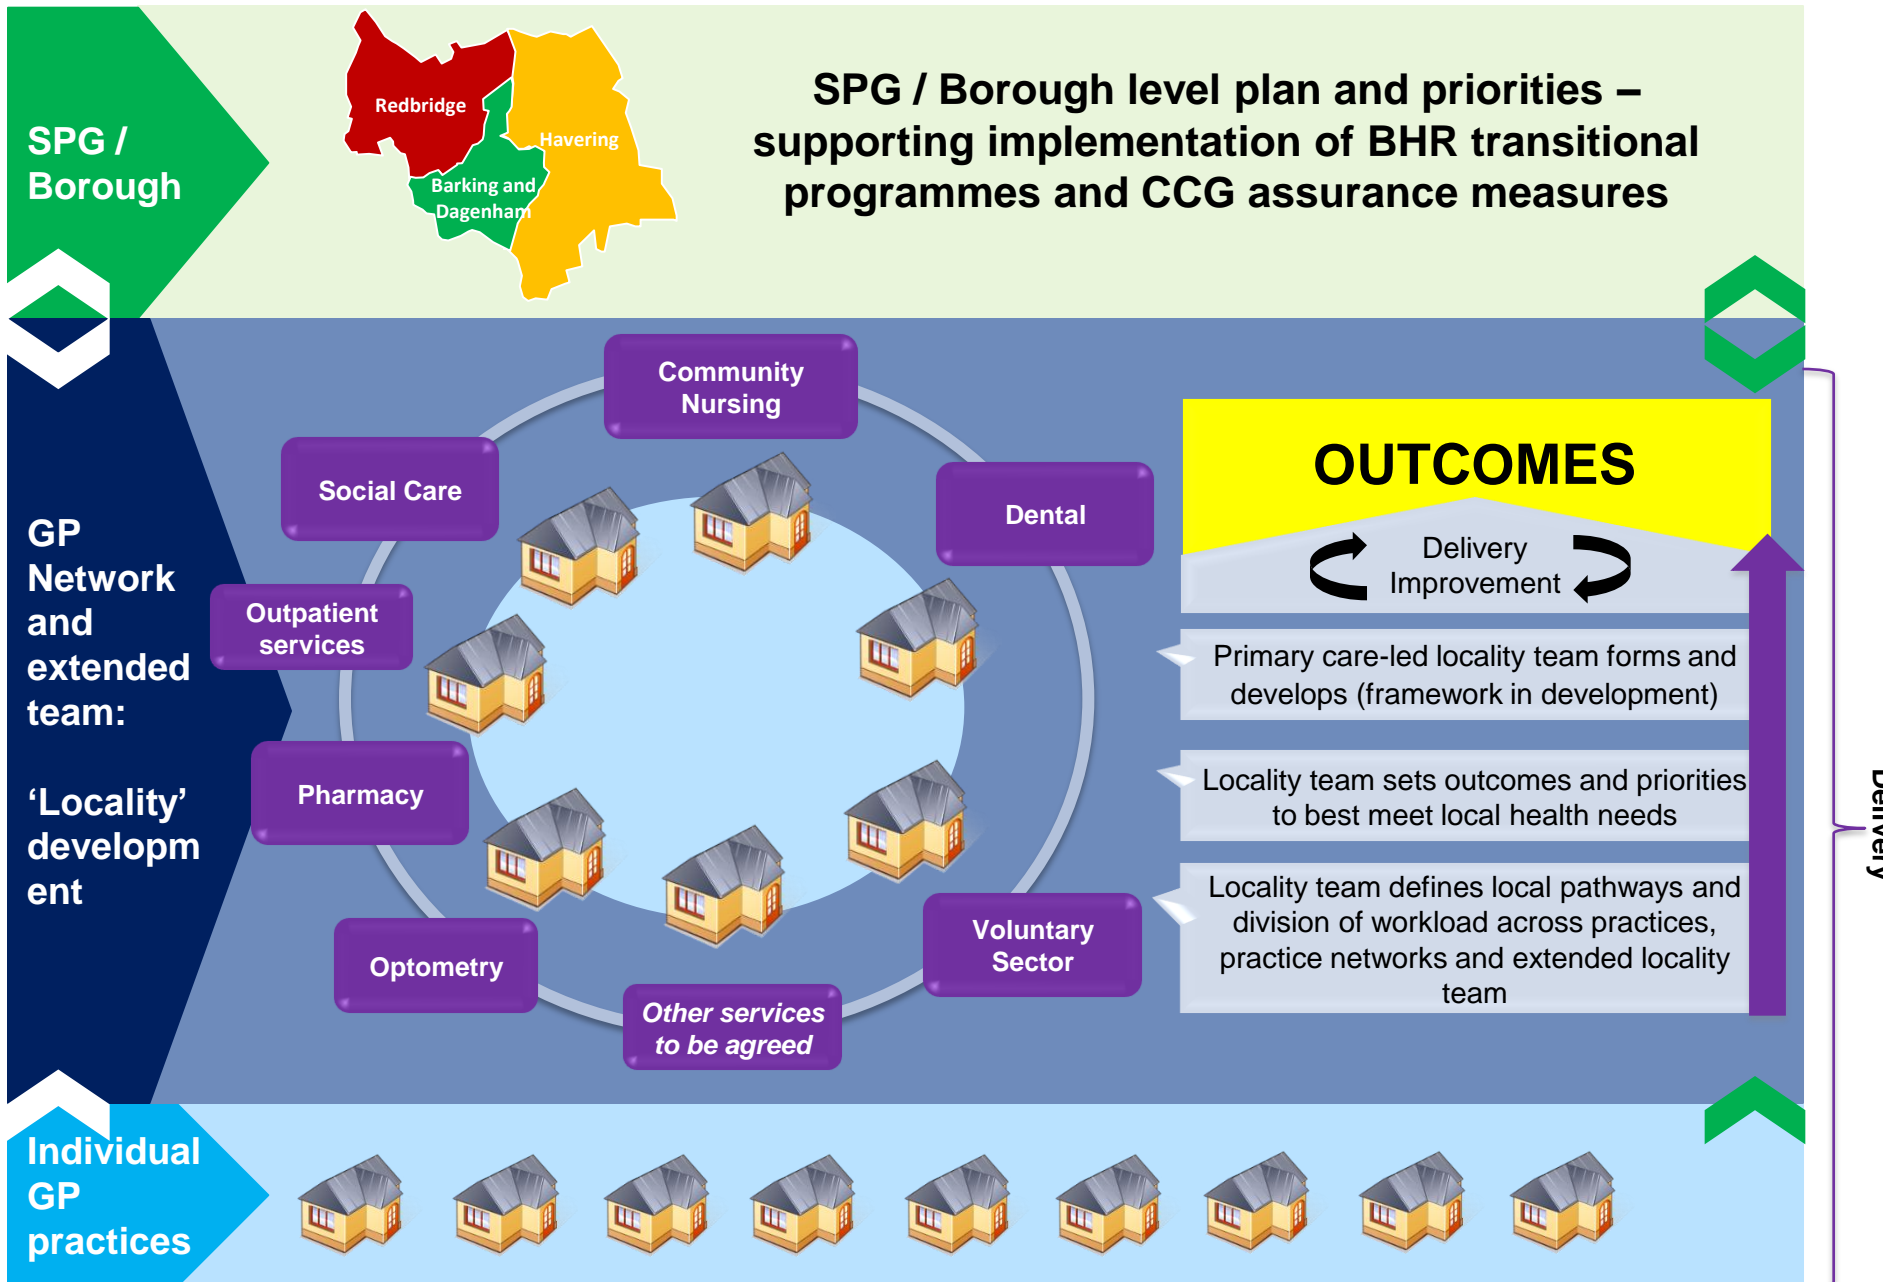 SPG /
Borough
Redbridge
Havering
Barking and
Dagenham
SPG / Borough level plan and priorities –
supporting implementation of BHR transitional
programmes and CCG assurance measures
GP
Network
and
extended
team:
‘Locality’
developm
ent
Community
Nursing
Social Care
Dental
Outpatient
services
Pharmacy
Optometry
Voluntary
Sector
Other services
to be agreed
OUTCOMES
Delivery
Improvement
Primary care-led locality team forms and
develops (framework in development)
Locality team sets outcomes and priorities
to best meet local health needs
Locality team defines local pathways and
division of workload across practices,
practice networks and extended locality
team
Delivery
Individual
GP
practices